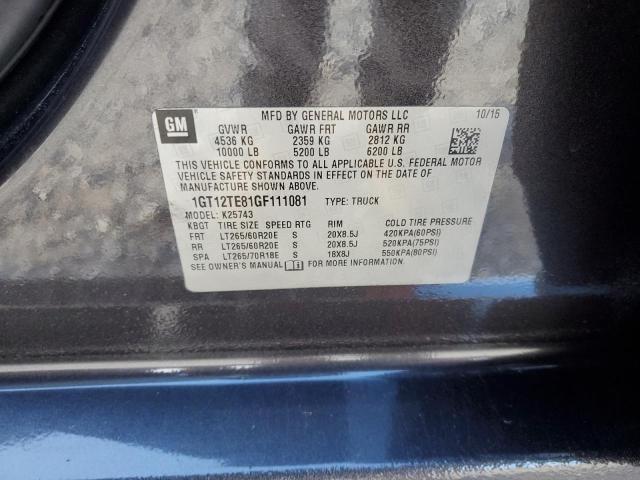 GM
MFD BY GENERAL MOTORS LLC 10/15
GVWR GAWR FRT GAWR RR
4536 KG 2359 KG 2812 KG
10000 LB 5200 LB 6200 LB
THIS VEHICLE CONFORMS TO ALL APPLICABLE U.S. FEDERAL MOTOR
VEHICLE SAFETY STANDARDS IN EFFECT ON THE DATE OF
MANUFACTURE SHOWN ABOVE.
1GT12TE81GF111081 TYPE: TRUCK
MODEL: K25743
KBGT TIRE SIZE SPEED RTG RIM COLD TIRE PRESSURE
FRT LT265/60R20E S 20X8.5J 420KPA(60PSI)
RR LT265/60R20E S 20X8.5J 520KPA(75PSI)
SPA LT265/70R18E S 18X8J 550KPA(80PSI)
SEE OWNER'S MANUAL FOR MORE INFORMATION.